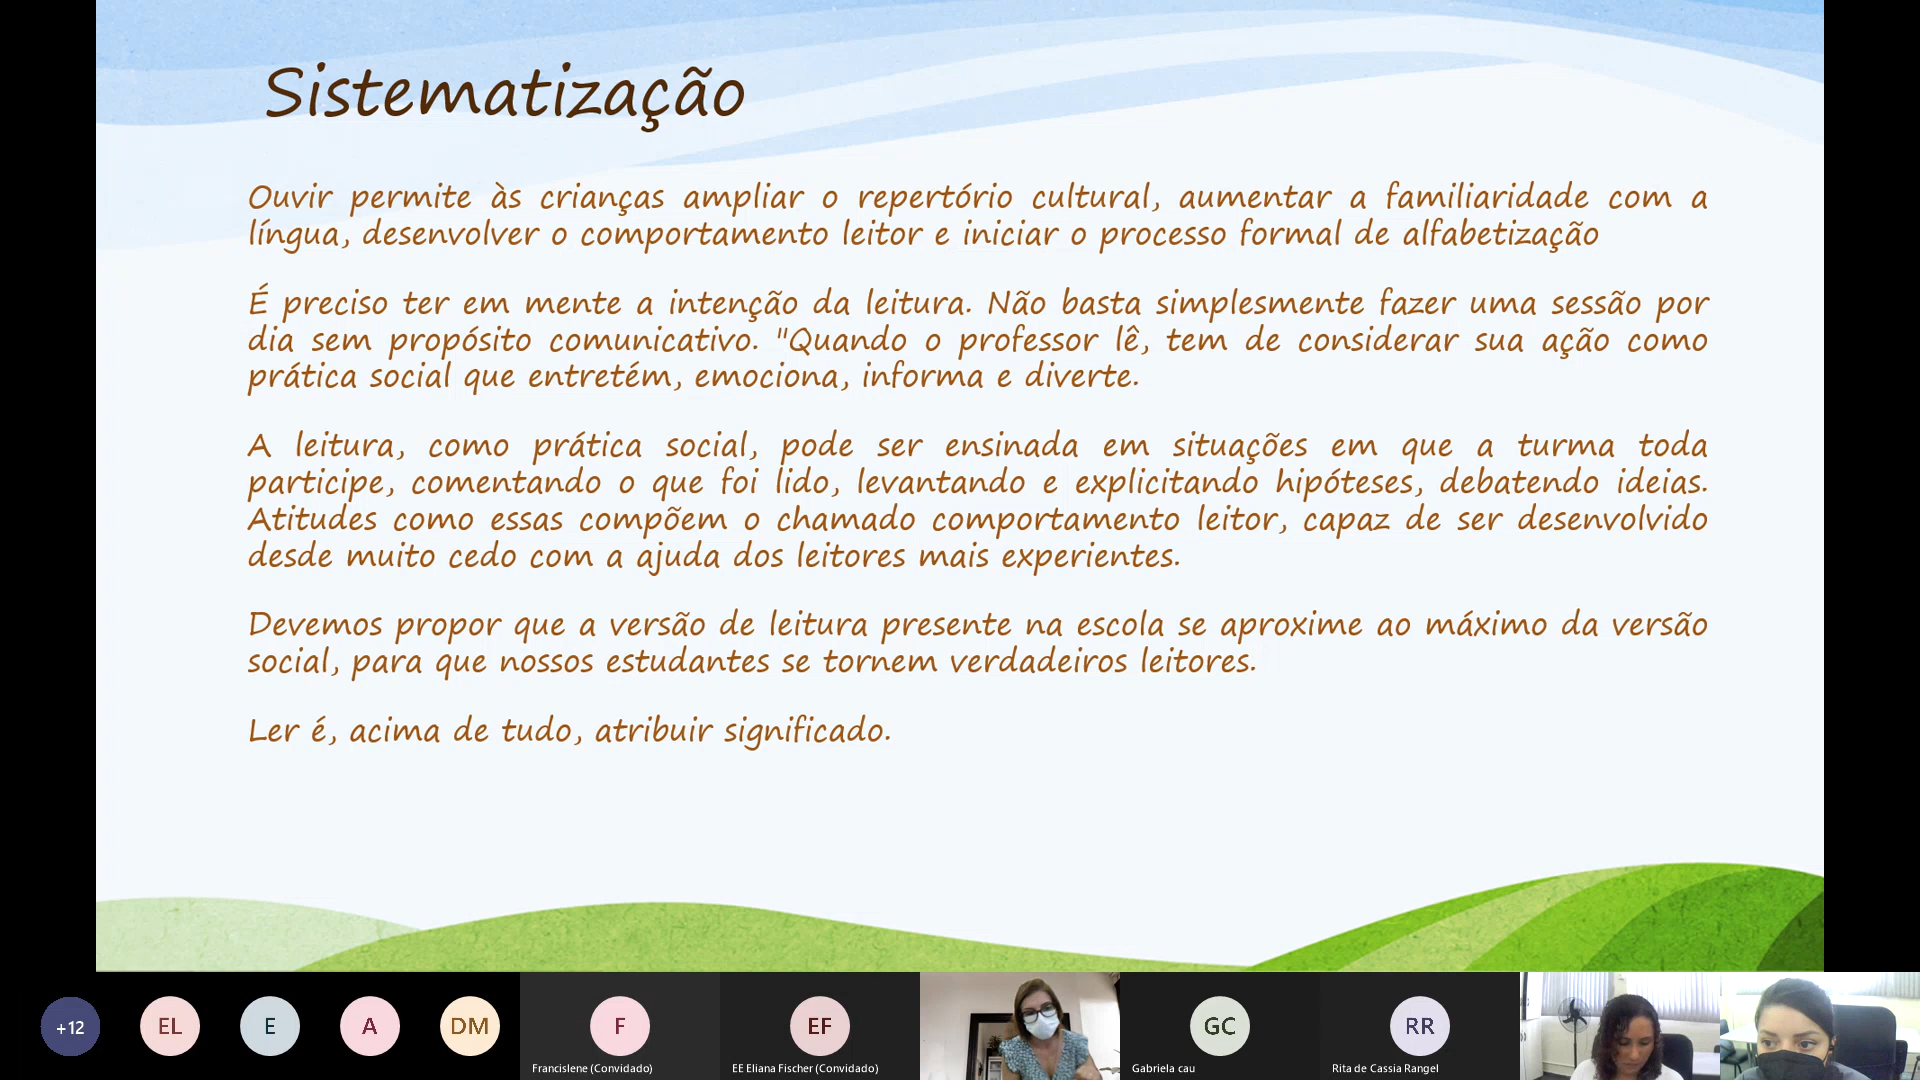 Sistematização
Ouvir permite às crianças ampliar o repertório cultural, aumentar a familiaridade com a
língua, desenvolver o comportamento leitor e iniciar o processo formal de alfabetização
É preciso ter em mente a intenção da leitura. Não basta simplesmente fazer uma sessão por
dia sem propósito comunicativo. "Quando o professor lê, tem de considerar sua ação como
prática social que entretém, emociona, informa e diverte.
A leitura, como prática social, pode ser ensinada em situações em que a turma toda
participe, comentando o que foi lido, levantando e explicitando hipóteses, debatendo ideias.
Atitudes como essas compõem o chamado comportamento leitor, capaz de ser desenvolvido
desde muito cedo com a ajuda dos leitores mais experientes.
Devemos propor que a versão de leitura presente na escola se aproxime ao máximo da versão
social, para que nossos estudantes se tornem verdadeiros leitores.
Ler é, acima de tudo, atribuir significado.
+12 EL E A DM F EF GC RR
Francislene (Convidado) EE Eliana Fischer (Convidado) Gabriela cau Rita de Cassia Rangel